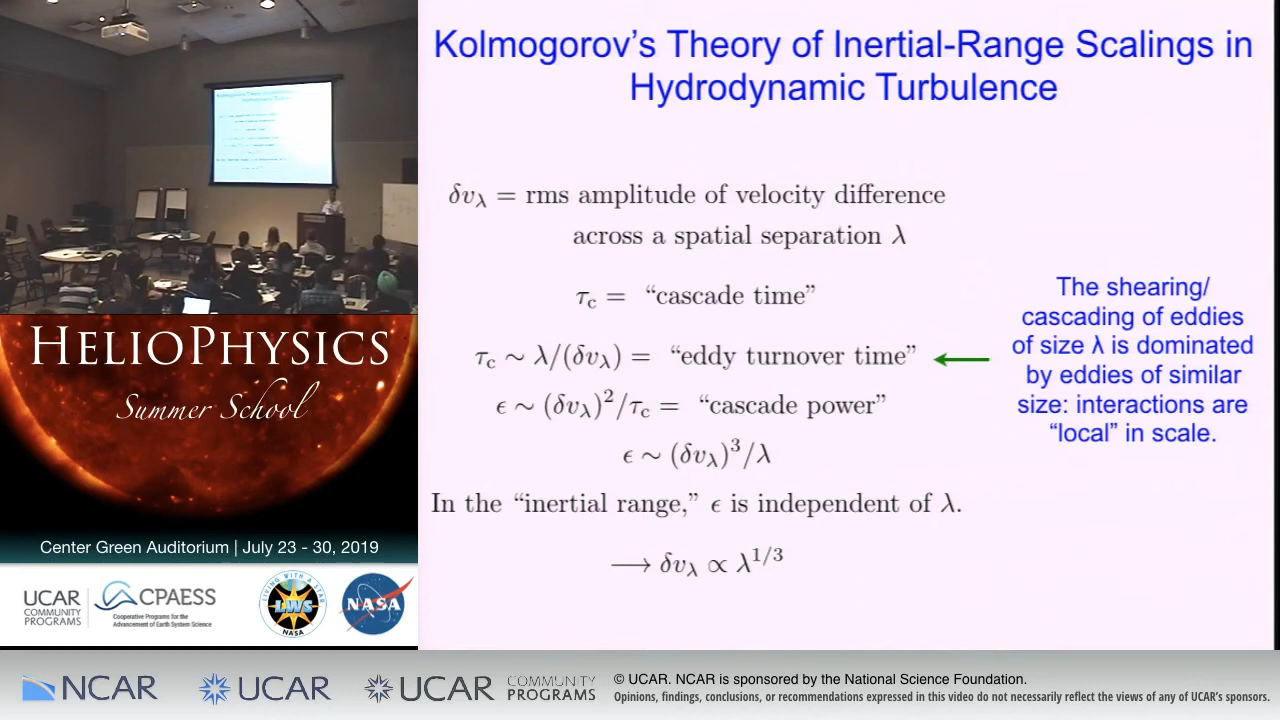 Kolmogorov's Theory of Inertial-Range Scalings in
Hydrodynamic Turbulence
δv_λ = rms amplitude of velocity difference
across a spatial separation λ
τ_c = “cascade time”
τ_c ∼ λ/(δv_λ) = “eddy turnover time”
ϵ ∼ (δv_λ)²/τ_c = “cascade power”
ϵ ∼ (δv_λ)³/λ
In the “inertial range,” ϵ is independent of λ.
⟶ δv_λ ∝ λ^{1/3}
The shearing/
cascading of eddies
of size λ is dominated
by eddies of similar
size: interactions are
“local” in scale.
HELIOPHYSICS
Summer School
Center Green Auditorium | July 23 - 30, 2019
UCAR
COMMUNITY
PROGRAMS
CPAESS
Cooperative Programs for the
Advancement of Earth System Science
LIVING WITH A STAR
LWS
NASA
NASA
NCAR
UCAR
UCAR
COMMUNITY
PROGRAMS
© UCAR. NCAR is sponsored by the National Science Foundation.
Opinions, findings, conclusions, or recommendations expressed in this video do not necessarily reflect the views of any of UCAR's sponsors.